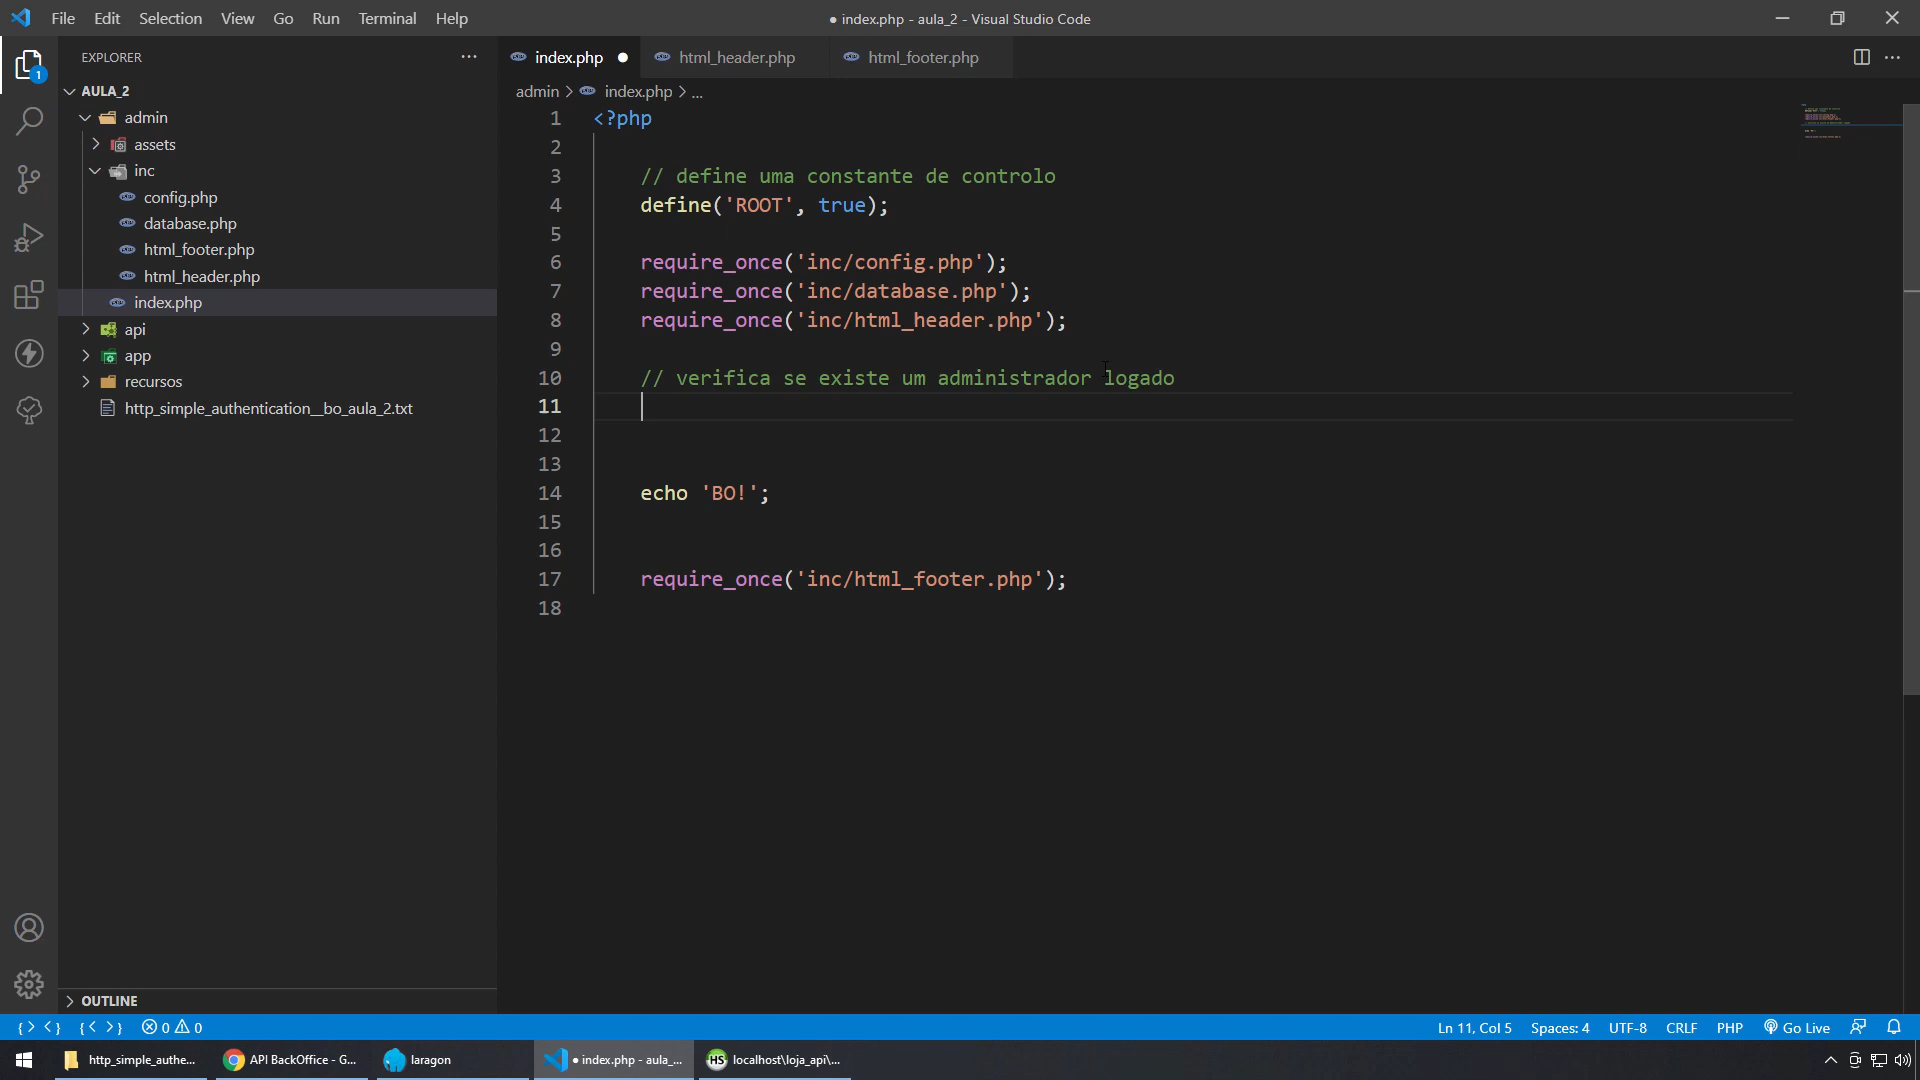 File Edit Selection View Go Run Terminal Help
● index.php - aula_2 - Visual Studio Code
EXPLORER
AULA_2
admin
assets
inc
config.php
database.php
html_footer.php
html_header.php
index.php
api
app
recursos
http_simple_authentication__bo_aula_2.txt
OUTLINE
index.php html_header.php html_footer.php
admin > index.php > ...
1 <?php
2
3 // define uma constante de controlo
4 define('ROOT', true);
5
6 require_once('inc/config.php');
7 require_once('inc/database.php');
8 require_once('inc/html_header.php');
9
10 // verifica se existe um administrador logado
11
12
13
14 echo 'BO!';
15
16
17 require_once('inc/html_footer.php');
18
1
{> <} {< >} 0 0
Ln 11, Col 5 Spaces: 4 UTF-8 CRLF PHP Go Live
http_simple_authe... API BackOffice - G... laragon ● index.php - aula_... HS localhost\loja_api\...